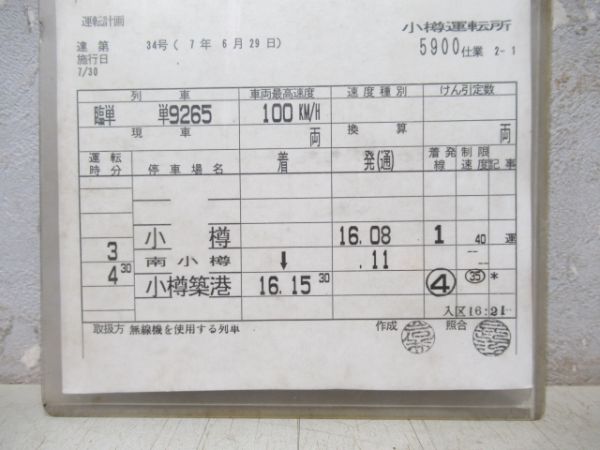 運転計画
小樽運転所
達 第 34号( 7 年 6 月 29 日)
5900仕業 2-1
施行日
7/30
列 車 車両最高速度 速度種別 けん引定数
臨単 単9265 100 KM/H
現 車 両 換 算 両
運転時分 停車場名 着 発(通) 着発線 制限速度 記事
3 小 樽 16.08 1 40 運
4 30 南小樽 ↓ .11
小樽築港 16.15 30 ④ ㉟ *
入区16:21
取扱方 無線機を使用する列車 作成 照合